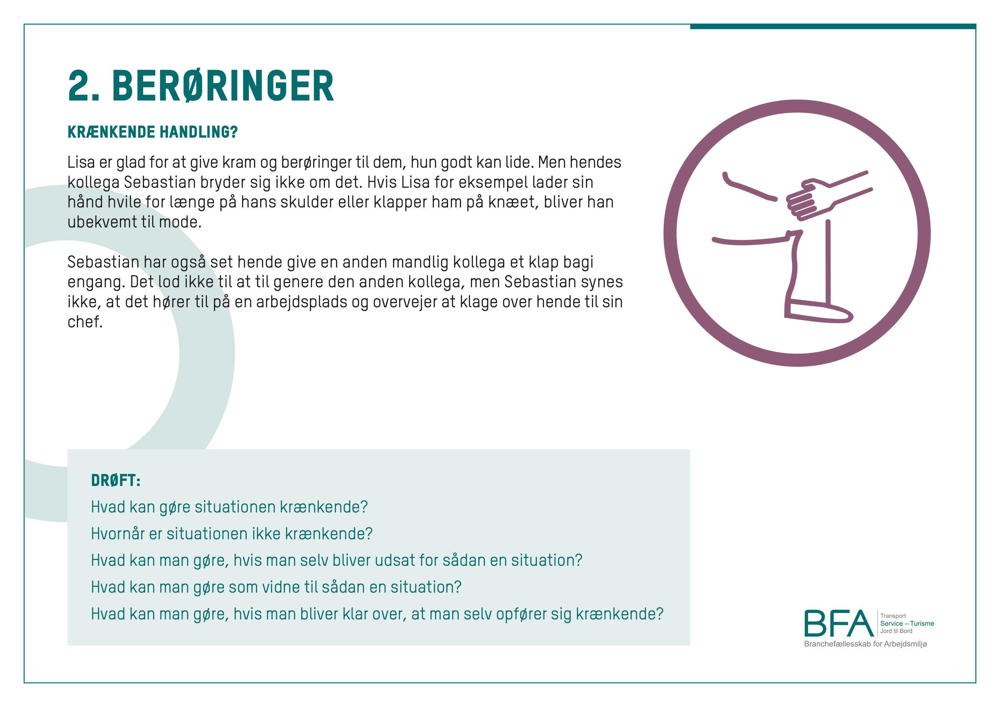 2. BERØRINGER
KRÆNKENDE HANDLING?
Lisa er glad for at give kram og berøringer til dem, hun godt kan lide. Men hendes
kollega Sebastian bryder sig ikke om det. Hvis Lisa for eksempel lader sin
hånd hvile for længe på hans skulder eller klapper ham på knæet, bliver han
ubekvemt til mode.
Sebastian har også set hende give en anden mandlig kollega et klap bagi
engang. Det lod ikke til at til genere den anden kollega, men Sebastian synes
ikke, at det hører til på en arbejdsplads og overvejer at klage over hende til sin
chef.
DRØFT:
Hvad kan gøre situationen krænkende?
Hvornår er situationen ikke krænkende?
Hvad kan man gøre, hvis man selv bliver udsat for sådan en situation?
Hvad kan man gøre som vidne til sådan en situation?
Hvad kan man gøre, hvis man bliver klar over, at man selv opfører sig krænkende?
BFA
Transport
Service – Turisme
Jord til Bord
Branchefællesskab for Arbejdsmiljø